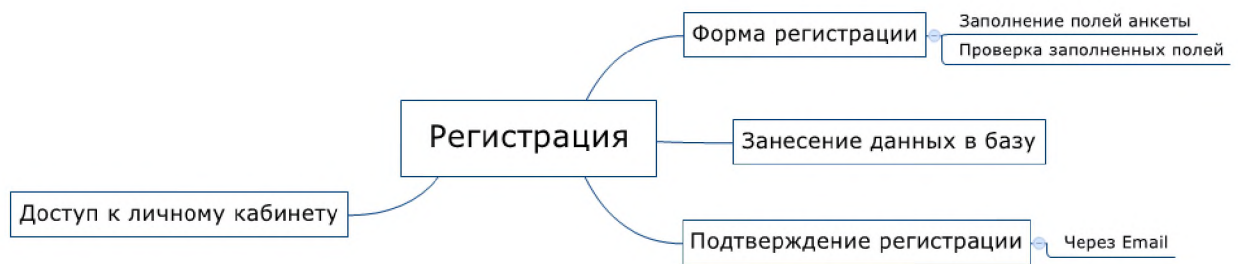 Заполнение полей анкеты
Форма регистрации
Проверка заполненных полей
Регистрация
Занесение данных в базу
Доступ к личному кабинету
Подтверждение регистрации
Через Email